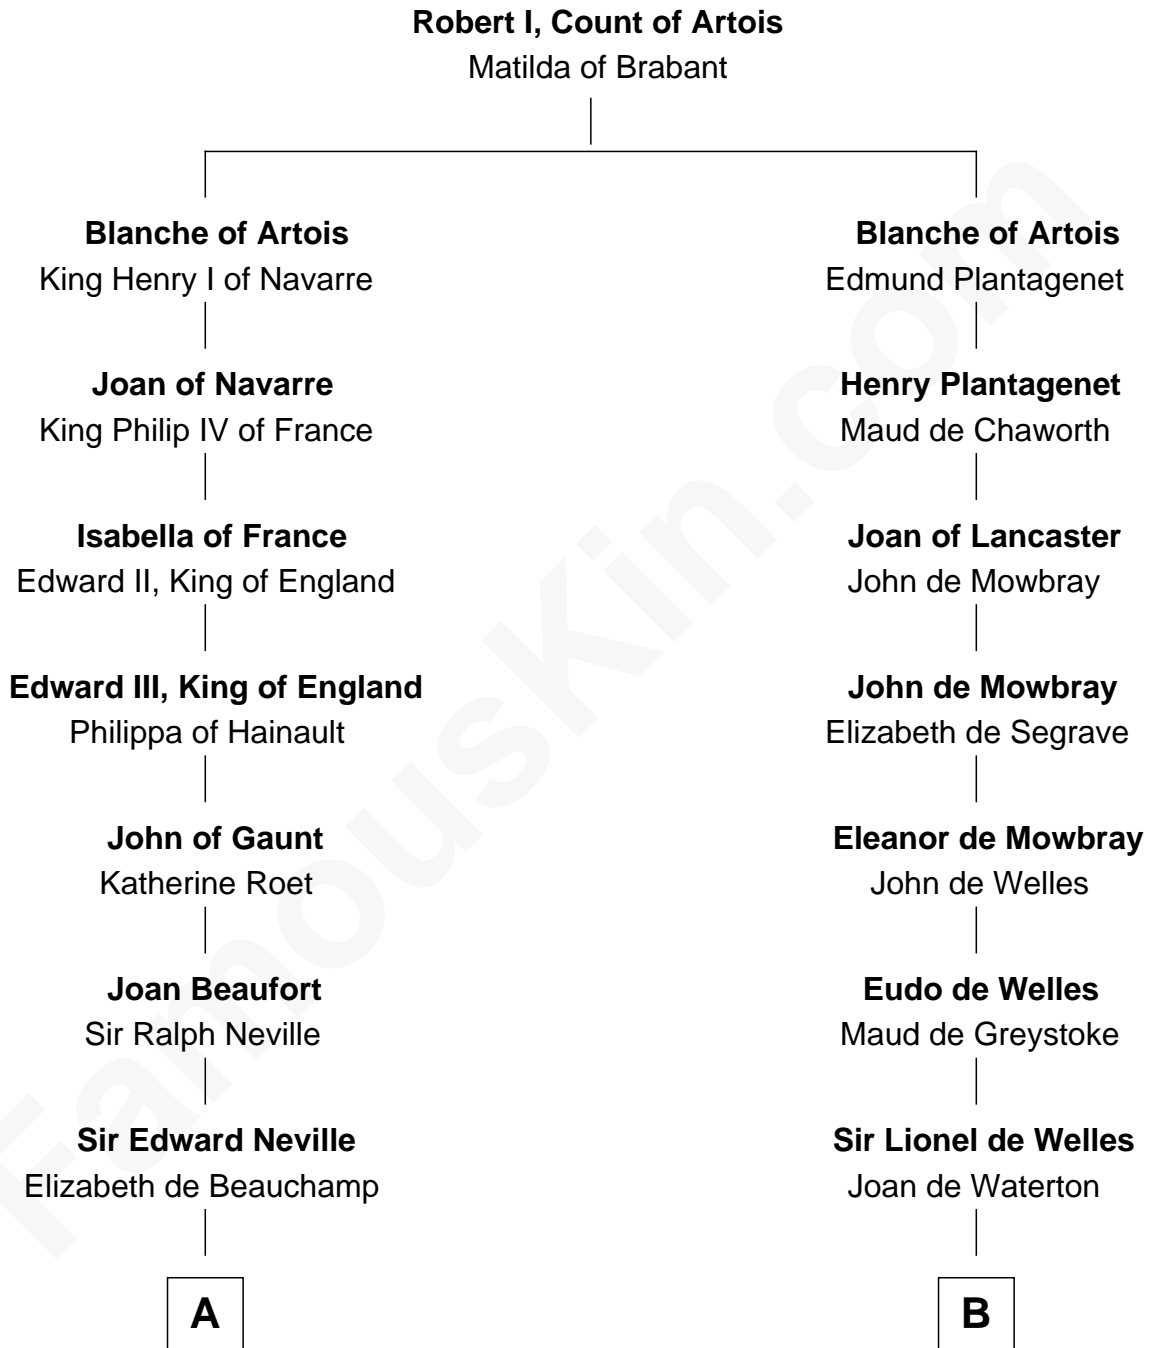 Robert I, Count of Artois
Matilda of Brabant
Blanche of Artois
King Henry I of Navarre
Joan of Navarre
King Philip IV of France
Isabella of France
Edward II, King of England
Edward III, King of England
Philippa of Hainault
John of Gaunt
Katherine Roet
Joan Beaufort
Sir Ralph Neville
Sir Edward Neville
Elizabeth de Beauchamp
A
Blanche of Artois
Edmund Plantagenet
Henry Plantagenet
Maud de Chaworth
Joan of Lancaster
John de Mowbray
John de Mowbray
Elizabeth de Segrave
Eleanor de Mowbray
John de Welles
Eudo de Welles
Maud de Greystoke
Sir Lionel de Welles
Joan de Waterton
B
FamousKin.com